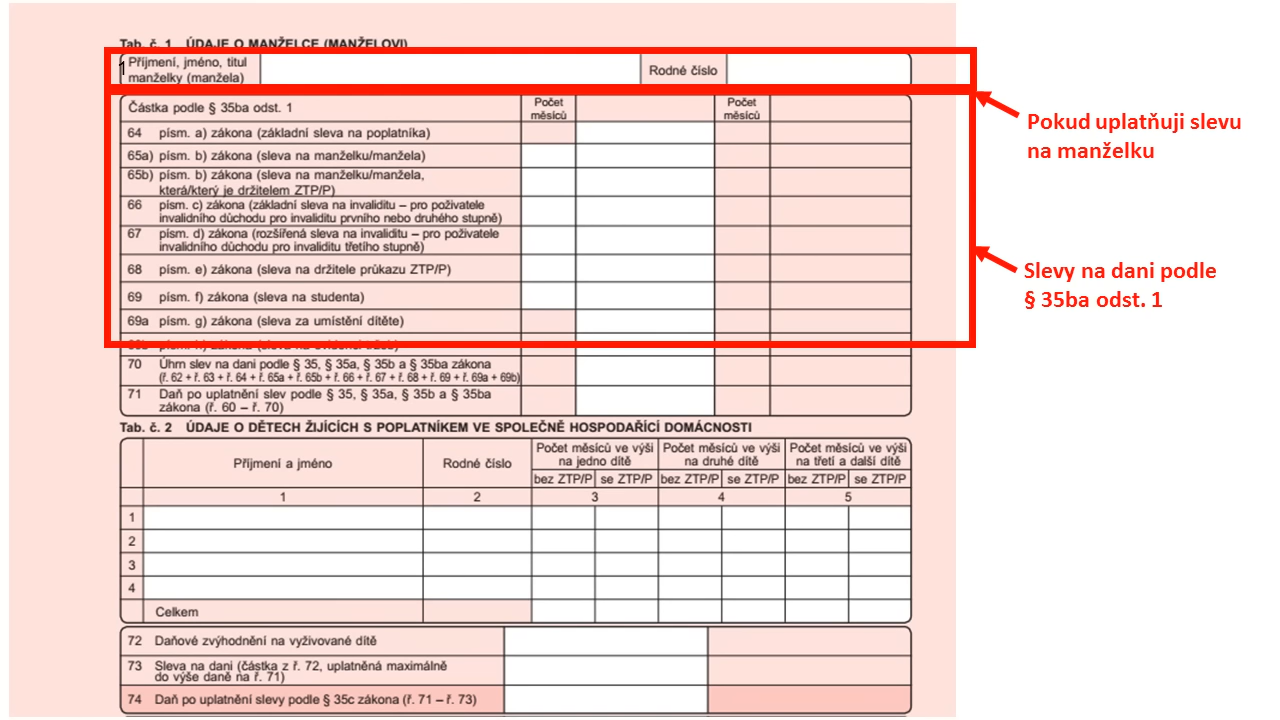 Tab. č. 1 ÚDAJE O MANŽELCE (MANŽELOVI)
1
Příjmení, jméno, titul
manželky (manžela)
Rodné číslo
Částka podle § 35ba odst. 1
Počet
měsíců
Počet
měsíců
64 písm. a) zákona (základní sleva na poplatníka)
65a) písm. b) zákona (sleva na manželku/manžela)
65b) písm. b) zákona (sleva na manželku/manžela,
která/který je držitelem ZTP/P)
66 písm. c) zákona (základní sleva na invaliditu – pro poživatele
invalidního důchodu pro invaliditu prvního nebo druhého stupně)
67 písm. d) zákona (rozšířená sleva na invaliditu – pro poživatele
invalidního důchodu pro invaliditu třetího stupně)
68 písm. e) zákona (sleva na držitele průkazu ZTP/P)
69 písm. f) zákona (sleva na studenta)
69a písm. g) zákona (sleva za umístění dítěte)
70 Úhrn slev na dani podle § 35, § 35a, § 35b a § 35ba zákona
(ř. 62 + ř. 63 + ř. 64 + ř. 65a + ř. 65b + ř. 66 + ř. 67 + ř. 68 + ř. 69 + ř. 69a + 69b)
71 Daň po uplatnění slev podle § 35, § 35a, § 35b a § 35ba
zákona (ř. 60 – ř. 70)
Pokud uplatňuji slevu
na manželku
Slevy na dani podle
§ 35ba odst. 1
Tab. č. 2 ÚDAJE O DĚTECH ŽIJÍCÍCH S POPLATNÍKEM VE SPOLEČNĚ HOSPODAŘÍCÍ DOMÁCNOSTI
Příjmení a jméno
Rodné číslo
Počet měsíců ve výši
na jedno dítě
Počet měsíců ve výši
na druhé dítě
Počet měsíců ve výši
na třetí a další dítě
bez ZTP/P se ZTP/P bez ZTP/P se ZTP/P bez ZTP/P se ZTP/P
1 2 3 4 5
1
2
3
4
Celkem
72 Daňové zvýhodnění na vyživované dítě
73 Sleva na dani (částka z ř. 72, uplatněná maximálně
do výše daně na ř. 71)
74 Daň po uplatnění slevy podle § 35c zákona (ř. 71 – ř. 73)